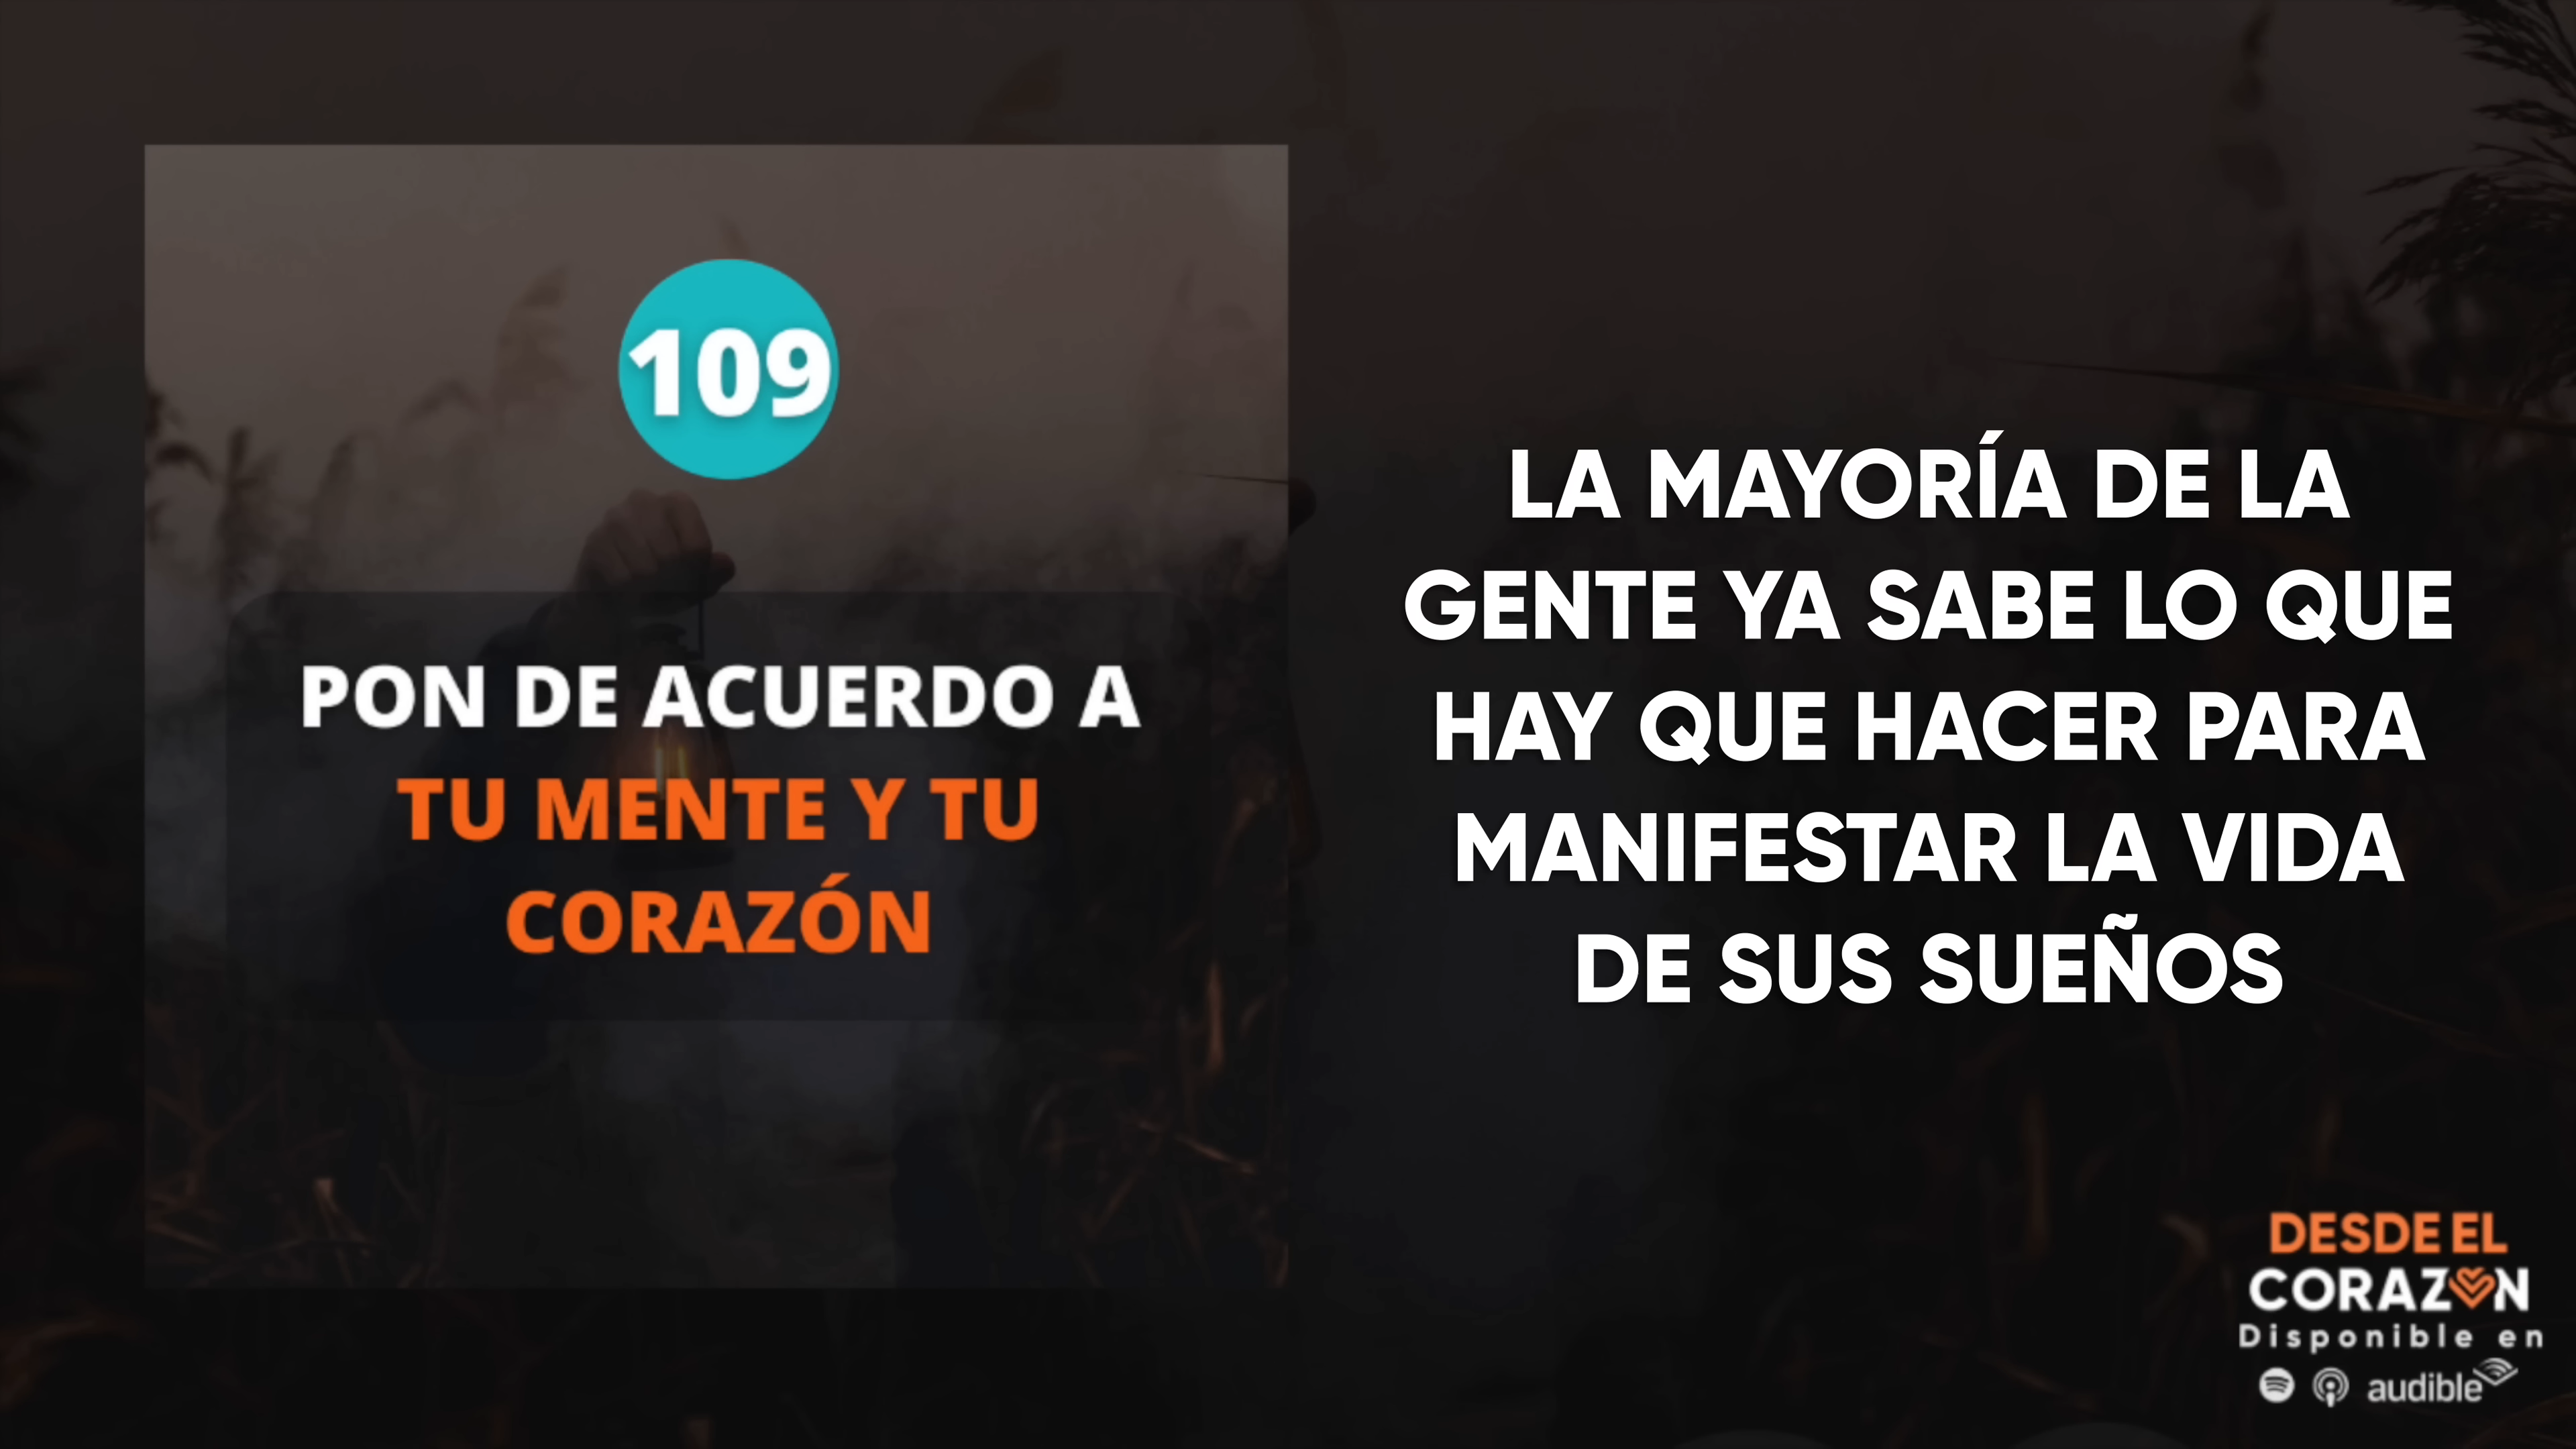 109
PON DE ACUERDO A
TU MENTE Y TU
CORAZÓN
LA MAYORÍA DE LA
GENTE YA SABE LO QUE
HAY QUE HACER PARA
MANIFESTAR LA VIDA
DE SUS SUEÑOS
DESDE EL
CORAZÓN
Disponible en
audible